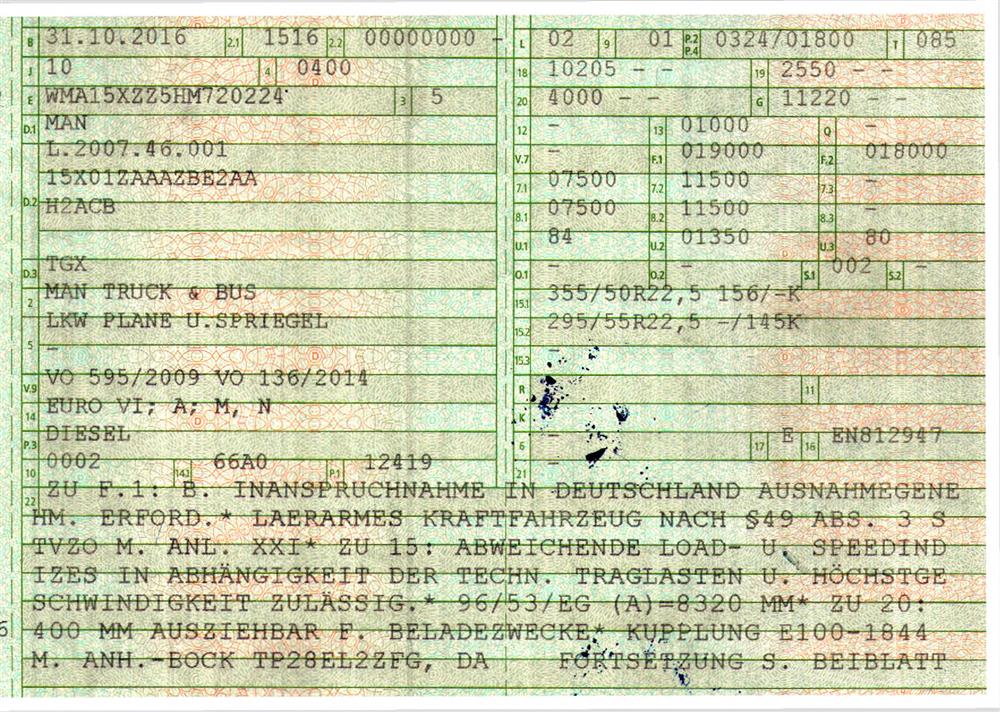 B 31.10.2016 2.1 1516 2.2 00000000 -
J 10 4 0400
E WMA15XZZ5HM720224 3 5
D.1 MAN
L.2007.46.001
15X01ZAAAZBE2AA
D.2 H2ACB
D.3 TGX
2 MAN TRUCK & BUS
LKW PLANE U.SPRIEGEL
5 -
V.9 VO 595/2009 VO 136/2014
14 EURO VI; A; M, N
P.3 DIESEL
10 0002 14.1 66A0 P.1 12419
L 02 9 01 P.2 P.4 0324/01800 T 085
18 10205 - - 19 2550 - -
20 4000 - - G 11220 - -
12 - 13 01000 Q -
V.7 - F.1 019000 F.2 018000
7.1 07500 7.2 11500 7.3 -
8.1 07500 8.2 11500 8.3 -
U.1 84 U.2 01350 U.3 80
O.1 - O.2 - S.1 002 S.2 -
15.1 355/50R22,5 156/-K
15.2 295/55R22,5 -/145K
15.3 -
R 11
K
6 - 17 E 16 EN812947
21 -
22 ZU F.1: B. INANSPRUCHNAHME IN DEUTSCHLAND AUSNAHMEGENE
HM. ERFORD.* LAERARMES KRAFTFAHRZEUG NACH §49 ABS. 3 S
TVZO M. ANL. XXI* ZU 15: ABWEICHENDE LOAD- U. SPEEDIND
IZES IN ABHÄNGIGKEIT DER TECHN. TRAGLASTEN U. HÖCHSTGE
SCHWINDIGKEIT ZULÄSSIG.* 96/53/EG (A)=8320 MM* ZU 20:
400 MM AUSZIEHBAR F. BELADEZWECKE* KUPPLUNG E100-1844
M. ANH.-BOCK TP28EL2ZFG, DA FORTSETZUNG S. BEIBLATT